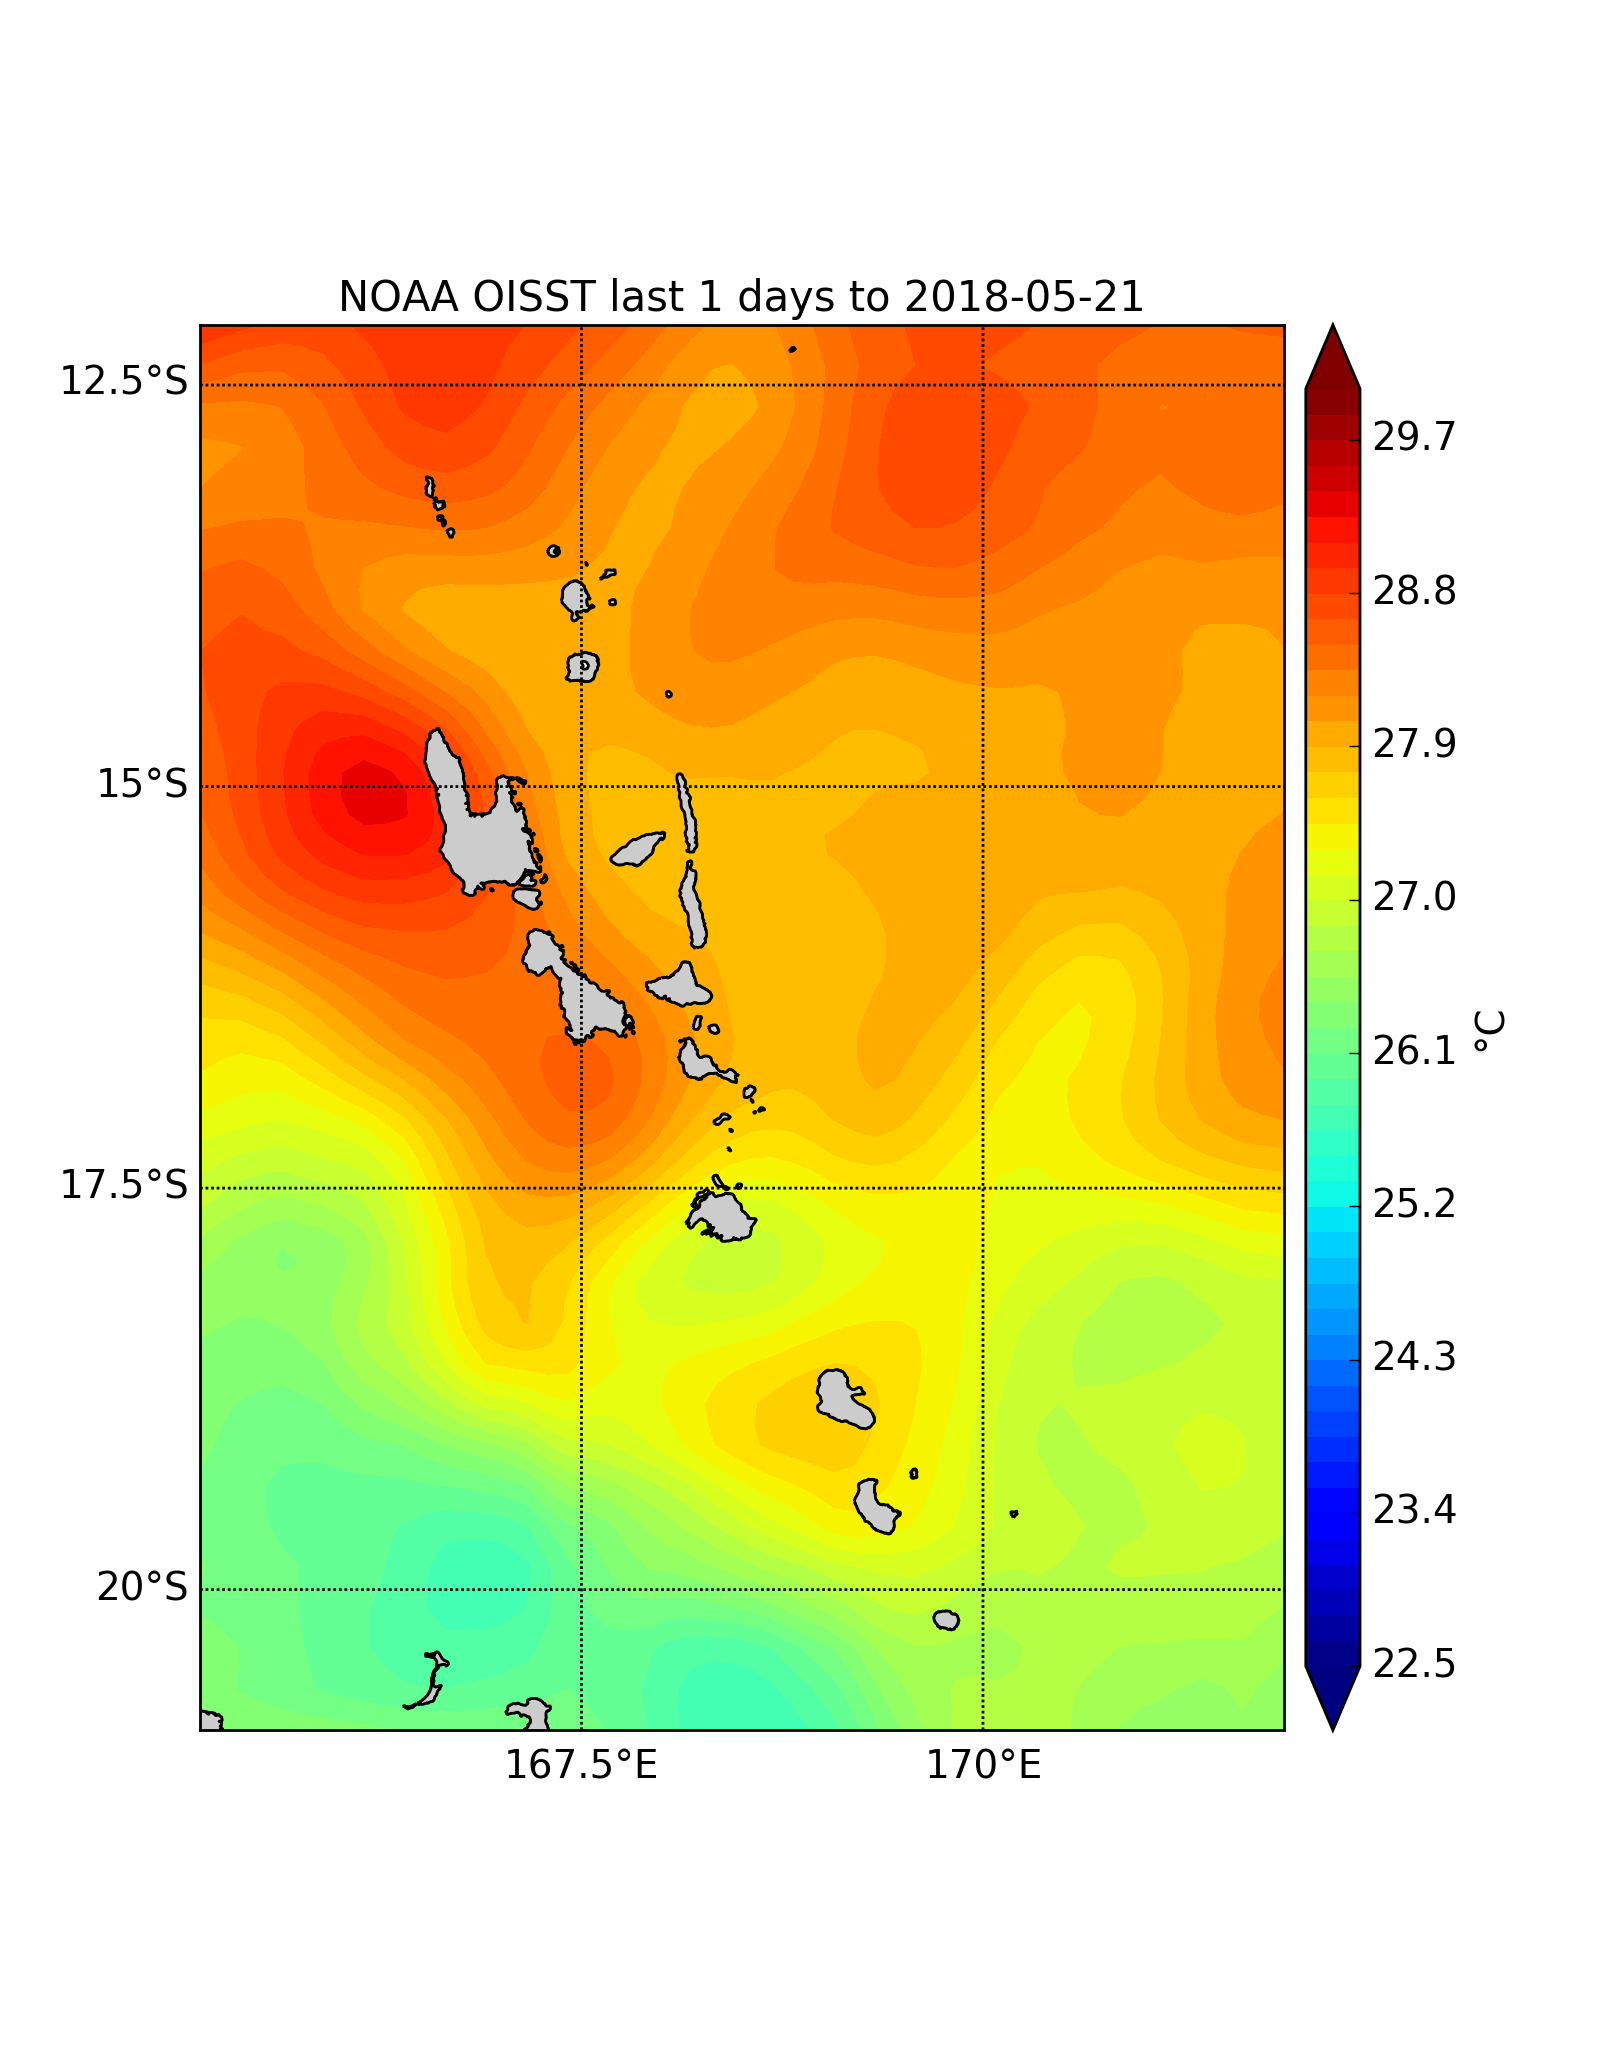 NOAA OISST last 1 days to 2018-05-21
12.5°S
15°S
17.5°S
20°S
167.5°E
170°E
29.7
28.8
27.9
27.0
26.1
25.2
24.3
23.4
22.5
°C